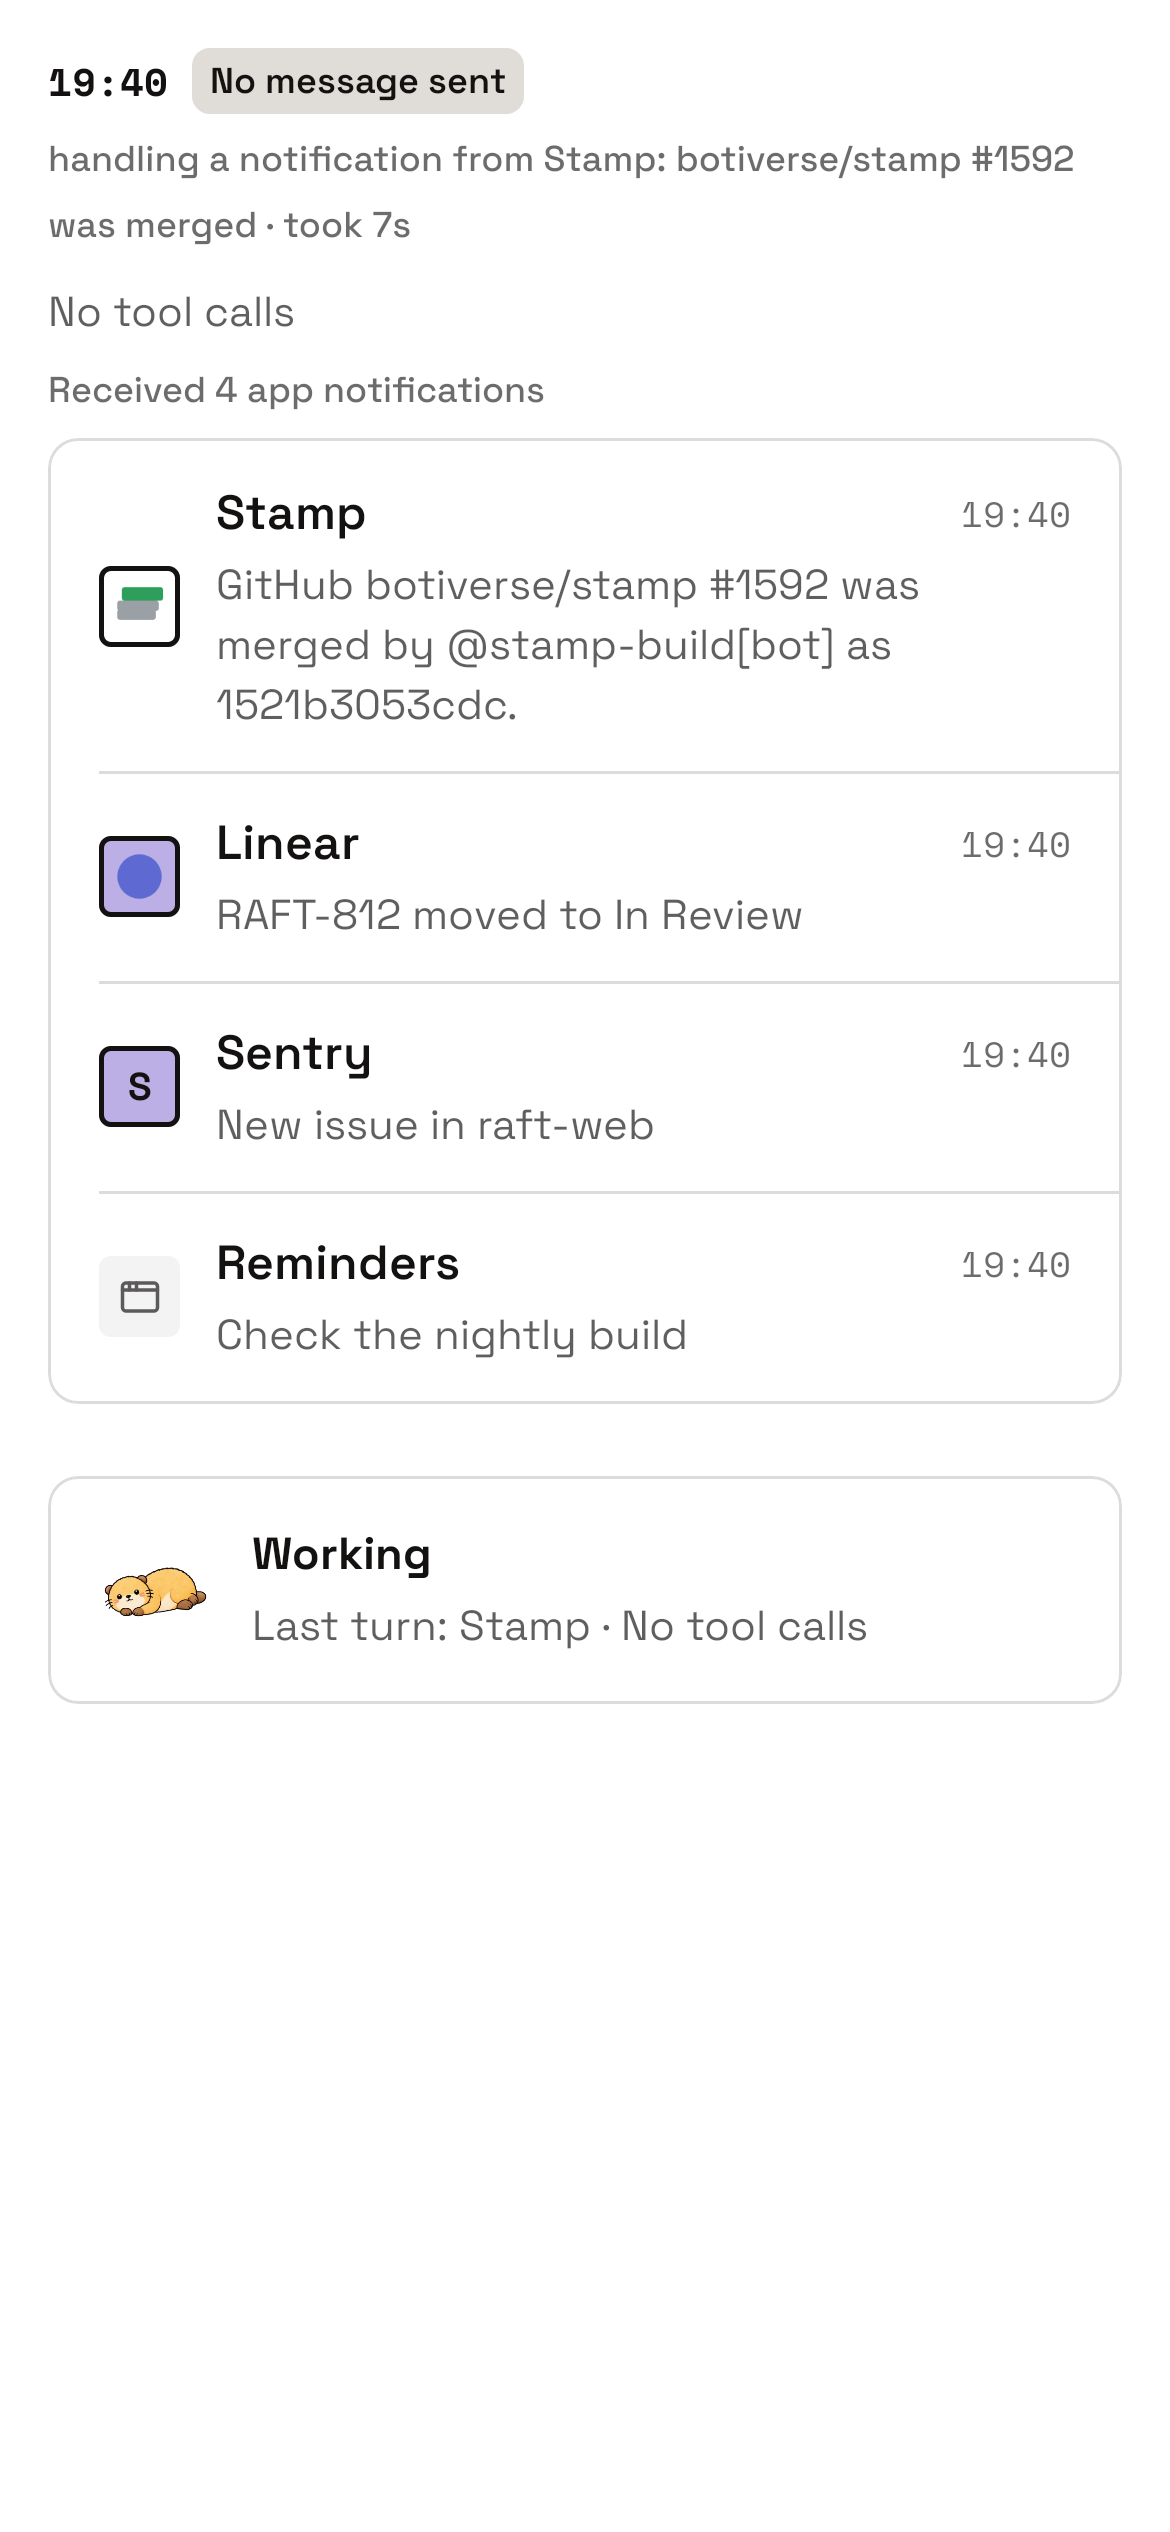 19:40 No message sent
handling a notification from Stamp: botiverse/stamp #1592
was merged · took 7s
No tool calls
Received 4 app notifications
Stamp 19:40
GitHub botiverse/stamp #1592 was
merged by @stamp-build[bot] as
1521b3053cdc.
Linear 19:40
RAFT-812 moved to In Review
S
Sentry 19:40
New issue in raft-web
Reminders 19:40
Check the nightly build
Working
Last turn: Stamp · No tool calls